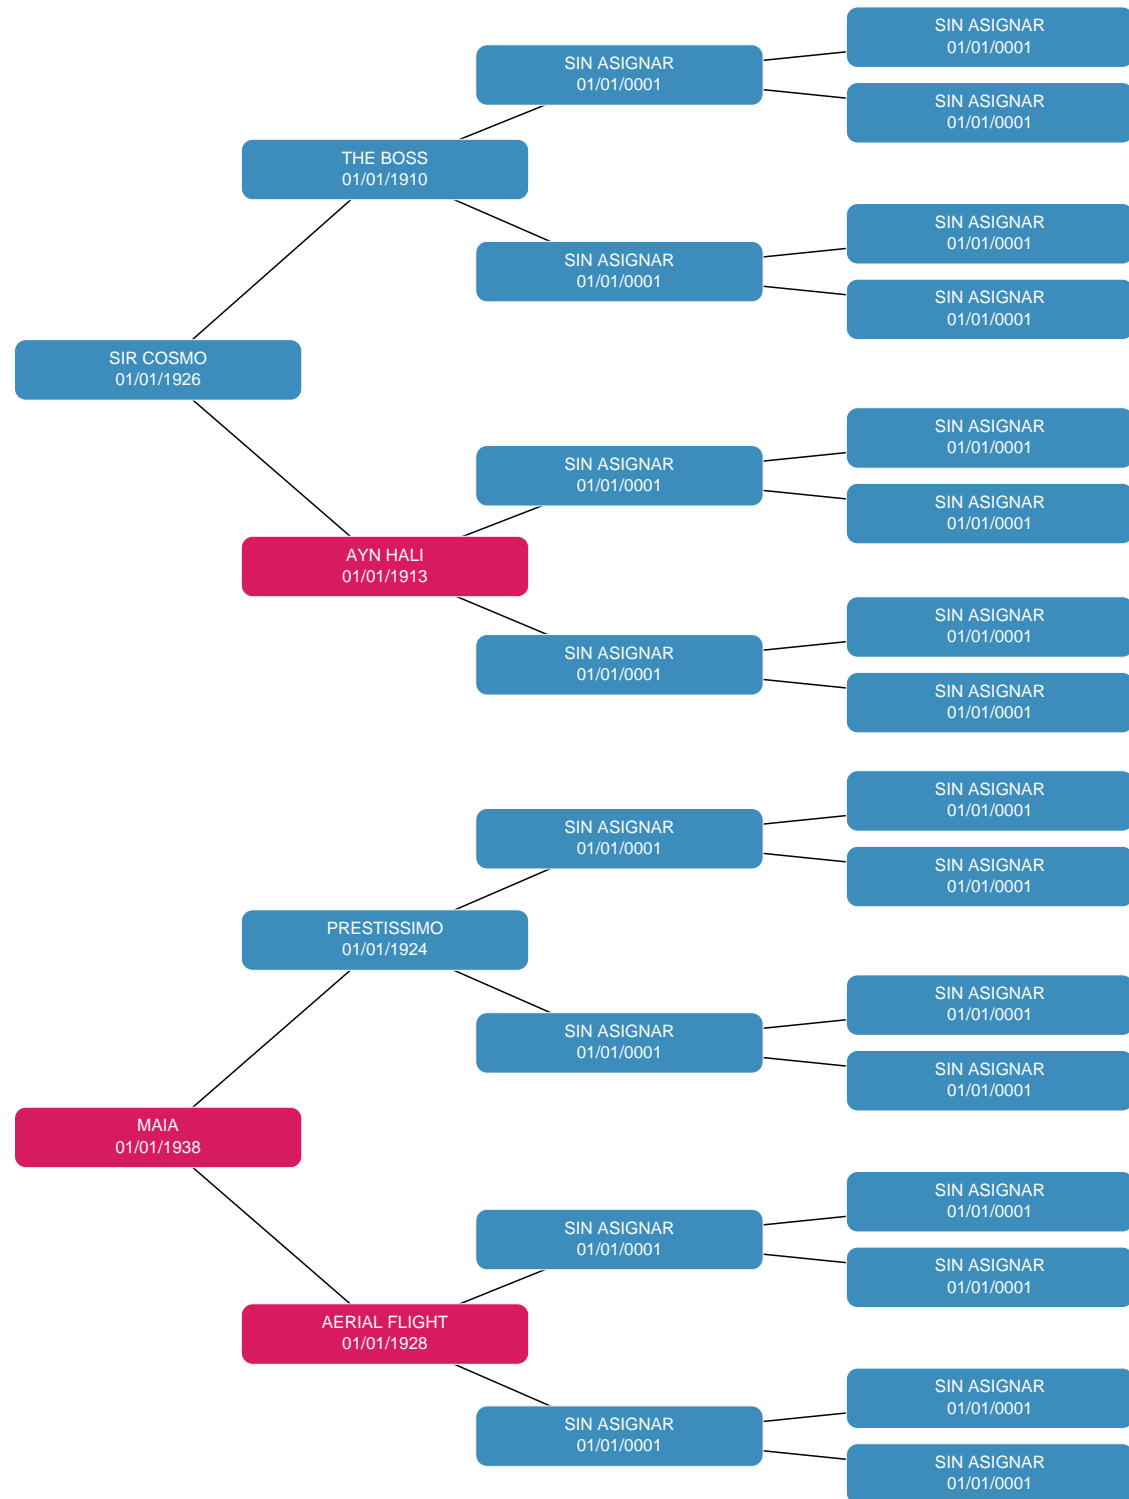 SIN ASIGNAR
01/01/0001
SIN ASIGNAR
01/01/0001
SIN ASIGNAR
01/01/0001
THE BOSS
01/01/1910
SIN ASIGNAR
01/01/0001
SIN ASIGNAR
01/01/0001
SIN ASIGNAR
01/01/0001
SIR COSMO
01/01/1926
SIN ASIGNAR
01/01/0001
SIN ASIGNAR
01/01/0001
SIN ASIGNAR
01/01/0001
AYN HALI
01/01/1913
SIN ASIGNAR
01/01/0001
SIN ASIGNAR
01/01/0001
SIN ASIGNAR
01/01/0001
SIN ASIGNAR
01/01/0001
SIN ASIGNAR
01/01/0001
SIN ASIGNAR
01/01/0001
PRESTISSIMO
01/01/1924
SIN ASIGNAR
01/01/0001
SIN ASIGNAR
01/01/0001
SIN ASIGNAR
01/01/0001
MAIA
01/01/1938
SIN ASIGNAR
01/01/0001
SIN ASIGNAR
01/01/0001
SIN ASIGNAR
01/01/0001
AERIAL FLIGHT
01/01/1928
SIN ASIGNAR
01/01/0001
SIN ASIGNAR
01/01/0001
SIN ASIGNAR
01/01/0001